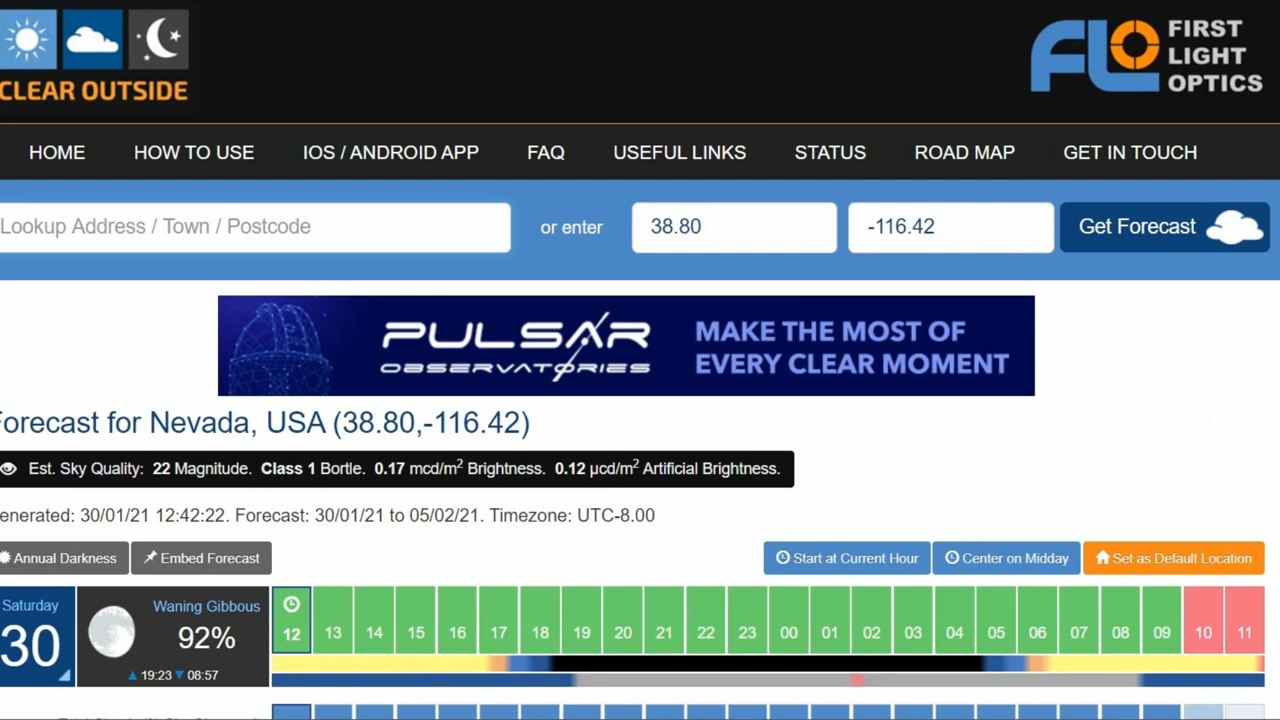 CLEAR OUTSIDE
FIRST
LIGHT
OPTICS
HOME HOW TO USE IOS / ANDROID APP FAQ USEFUL LINKS STATUS ROAD MAP GET IN TOUCH
Lookup Address / Town / Postcode or enter 38.80 -116.42 Get Forecast
PULSAR
OBSERVATORIES
MAKE THE MOST OF
EVERY CLEAR MOMENT
Forecast for Nevada, USA (38.80,-116.42)
Est. Sky Quality: 22 Magnitude. Class 1 Bortle. 0.17 mcd/m² Brightness. 0.12 μcd/m² Artificial Brightness.
enerated: 30/01/21 12:42:22. Forecast: 30/01/21 to 05/02/21. Timezone: UTC-8.00
Annual Darkness Embed Forecast Start at Current Hour Center on Midday Set as Default Location
Saturday
30
Waning Gibbous
92%
19:23 08:57
12 13 14 15 16 17 18 19 20 21 22 23 00 01 02 03 04 05 06 07 08 09 10 11